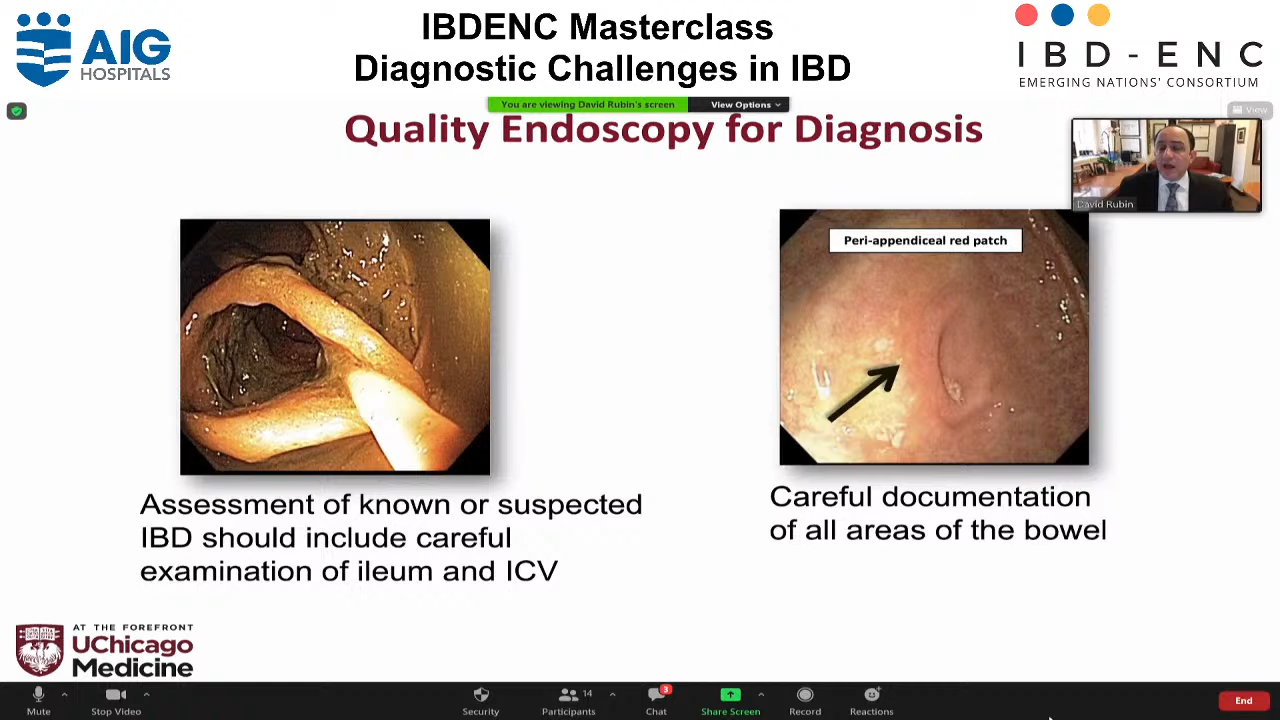 AIG
HOSPITALS
IBDENC Masterclass
Diagnostic Challenges in IBD
IBD-ENC
EMERGING NATIONS' CONSORTIUM
You are viewing David Rubin's screen
View Options
View
Quality Endoscopy for Diagnosis
David Rubin
Peri-appendiceal red patch
Assessment of known or suspected
IBD should include careful
examination of ileum and ICV
Careful documentation
of all areas of the bowel
AT THE FOREFRONT
UChicago
Medicine
Mute
Stop Video
Security
14
Participants
3
Chat
Share Screen
Record
Reactions
End